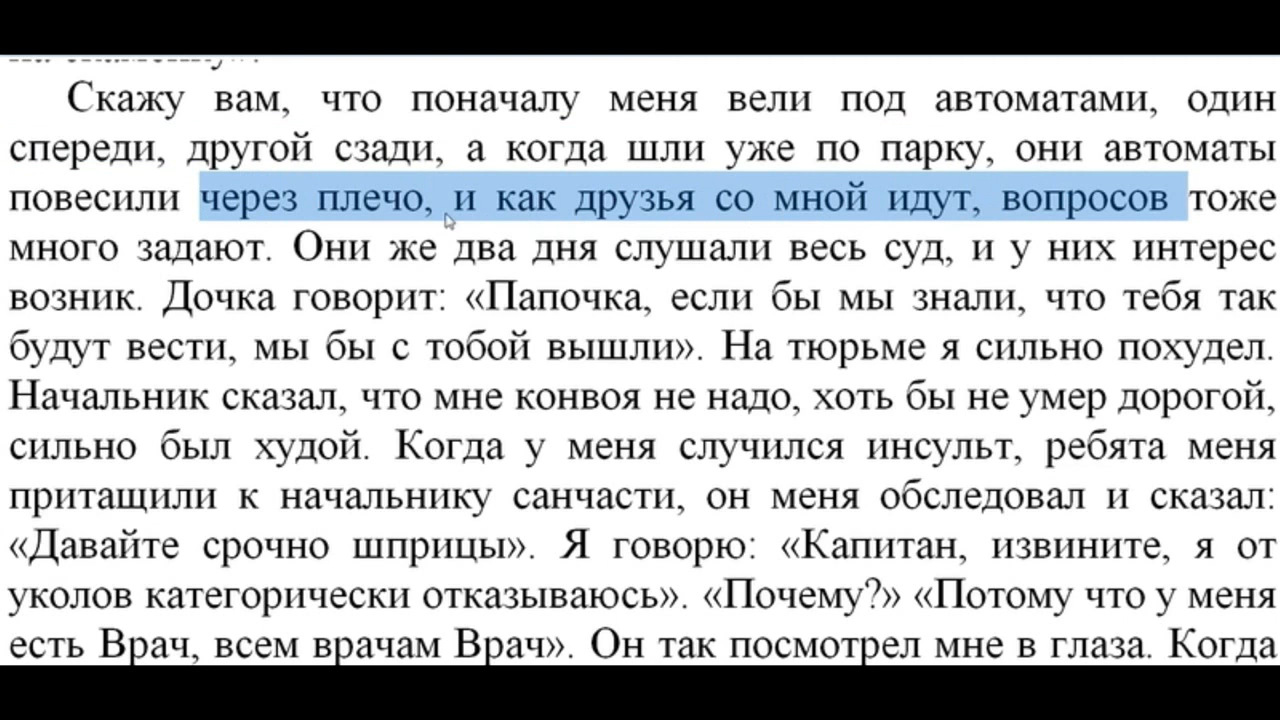 Скажу вам, что поначалу меня вели под автоматами, один
спереди, другой сзади, а когда шли уже по парку, они автоматы
повесили через плечо, и как друзья со мной идут, вопросов тоже
много задают. Они же два дня слушали весь суд, и у них интерес
возник. Дочка говорит: «Папочка, если бы мы знали, что тебя так
будут вести, мы бы с тобой вышли». На тюрьме я сильно похудел.
Начальник сказал, что мне конвоя не надо, хоть бы не умер дорогой,
сильно был худой. Когда у меня случился инсульт, ребята меня
притащили к начальнику санчасти, он меня обследовал и сказал:
«Давайте срочно шприцы». Я говорю: «Капитан, извините, я от
уколов категорически отказываюсь». «Почему?» «Потому что у меня
есть Врач, всем врачам Врач». Он так посмотрел мне в глаза. Когда